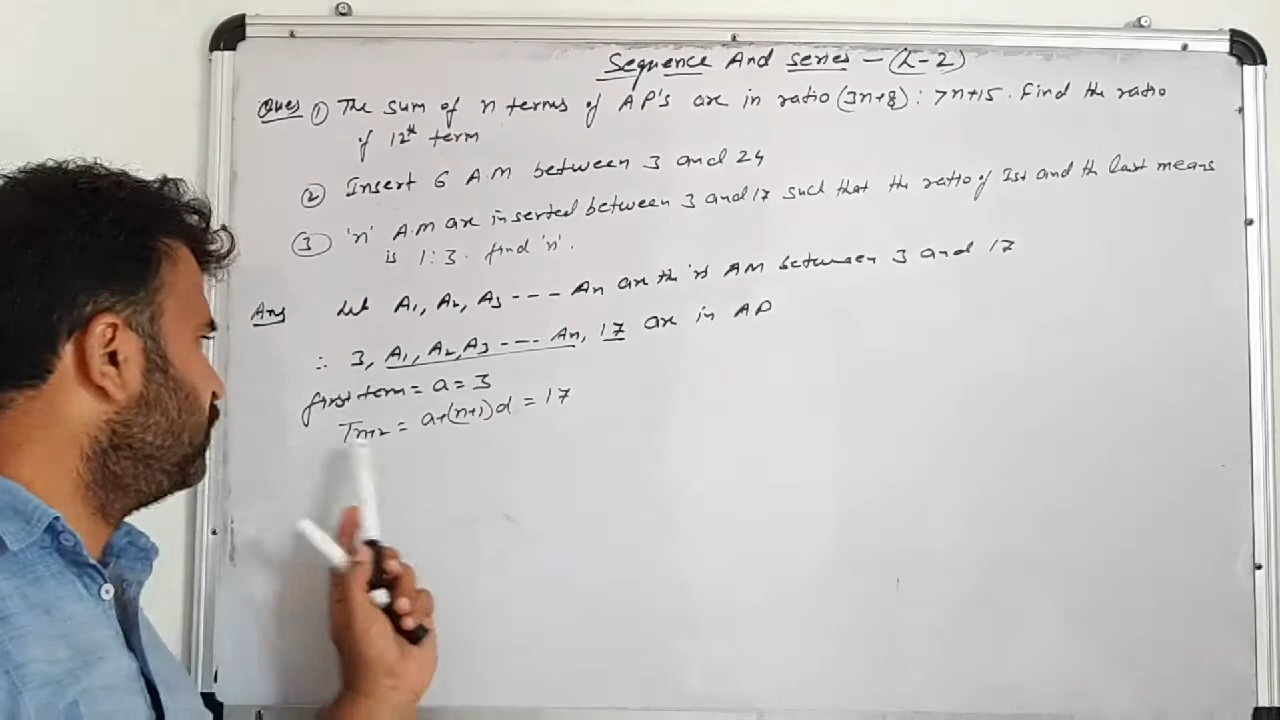 Sequence And series - (L-2)
Ques ① The sum of n terms of AP's are in ratio (3n+8) : 7n+15. Find the ratio
of 12th term
② Insert 6 A.M between 3 and 24
③ 'n' A.M are inserted between 3 and 17 such that the ratio of Ist and the last means
is 1:3. find 'n'.
Ans Let A1, A2, A3 ---- An are the 'n' AM between 3 and 17
∴ 3, A1, A2, A3 ---- An, 17 are in AP
first term = a = 3
Tn+2 = a+(n+1)d = 17